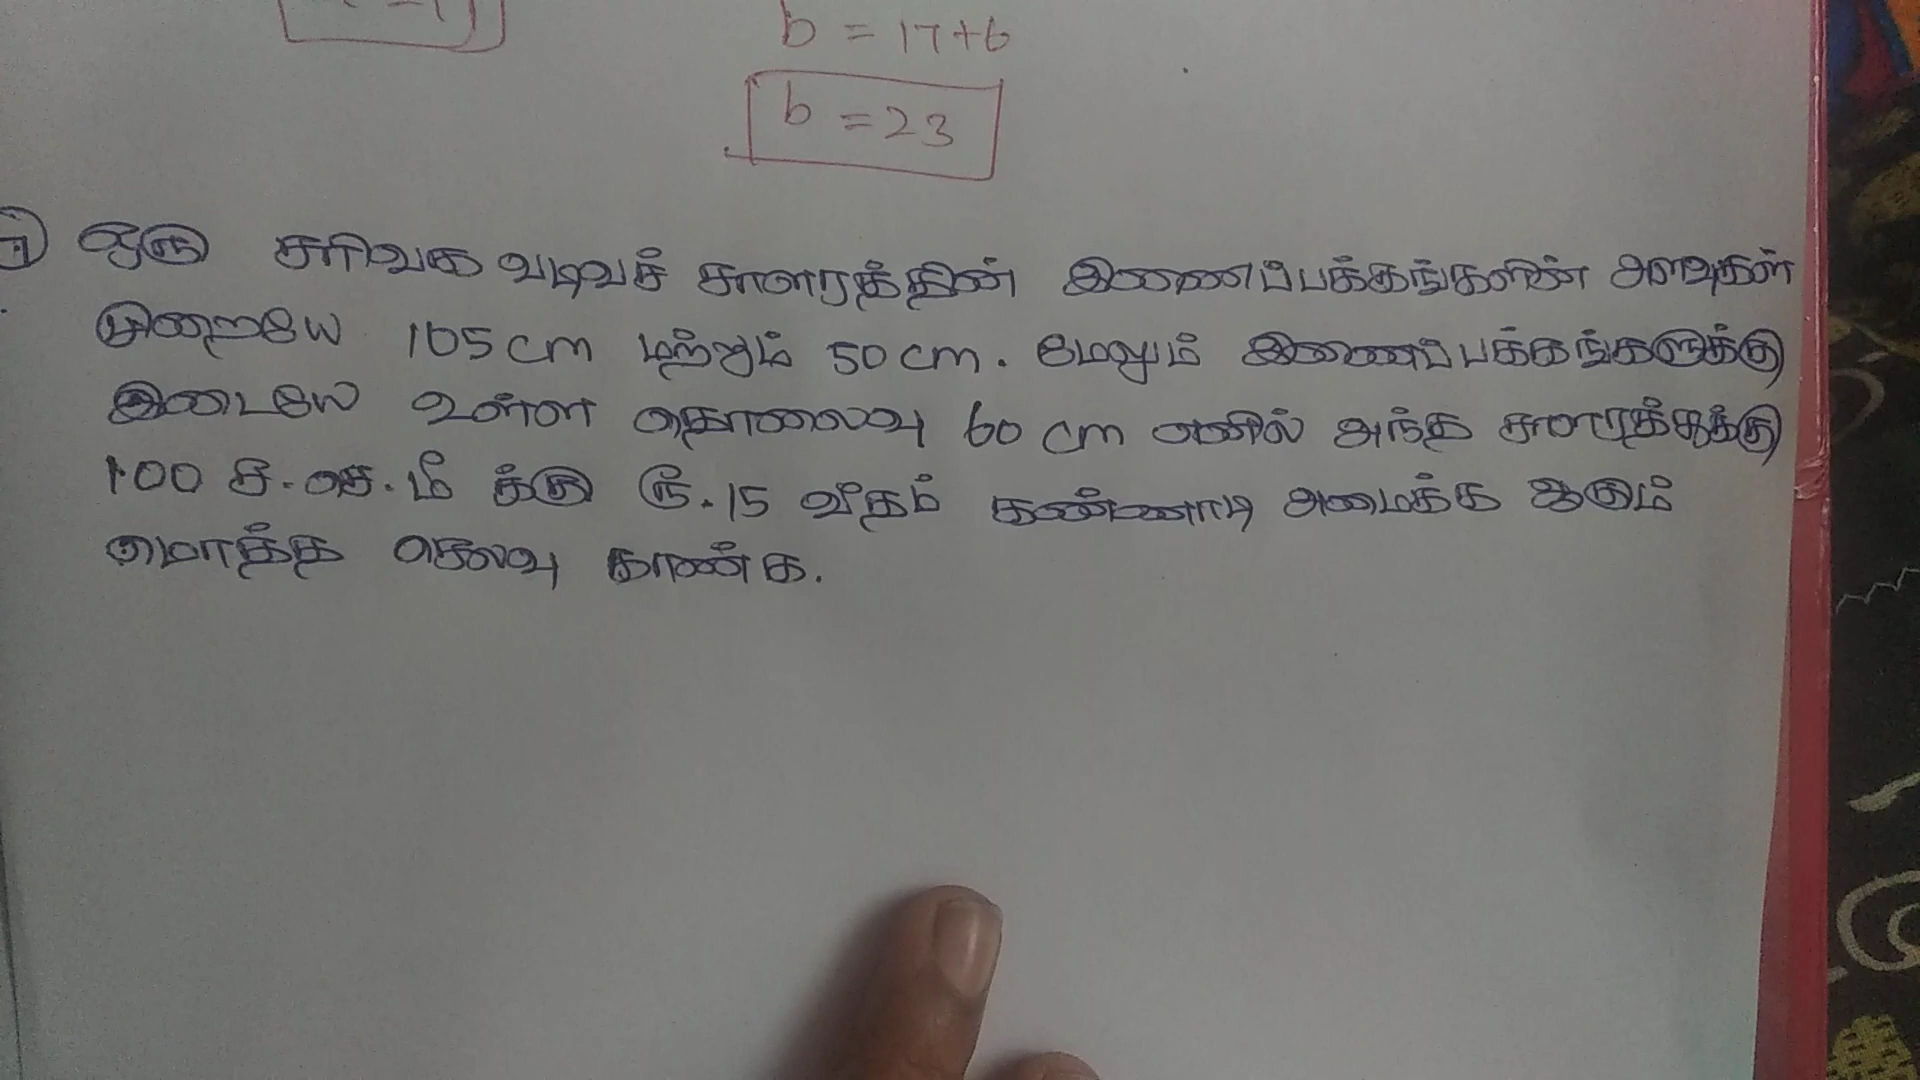 b = 17+6
b = 23
7 ஒரு சரிவக வடிவச் சாளரத்தின் இணைப்பக்கங்களின் அளவுகள்
முறையே 105 cm மற்றும் 50 cm. மேலும் இணைப்பக்கங்களுக்கு
இடையே உள்ள தொலைவு 60 cm எனில் அந்த சாளரத்துக்கு
100 ச.செ.மீ க்கு ரூ.15 வீதம் கண்ணாடி அமைக்க ஆகும்
மொத்த செலவு காண்க.